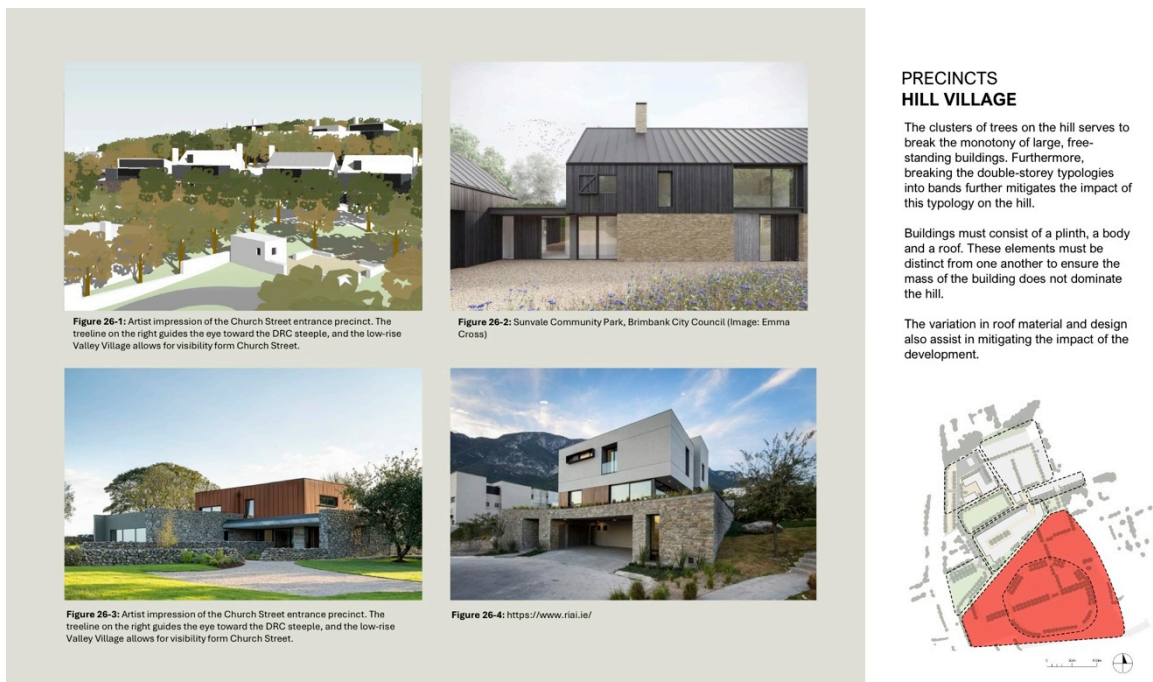 Figure 26-1: Artist impression of the Church Street entrance precinct. The
treeline on the right guides the eye toward the DRC steeple, and the low-rise
Valley Village allows for visibility form Church Street.
Figure 26-2: Sunvale Community Park, Brimbank City Council (Image: Emma
Cross)
Figure 26-3: Artist impression of the Church Street entrance precinct. The
treeline on the right guides the eye toward the DRC steeple, and the low-rise
Valley Village allows for visibility form Church Street.
Figure 26-4: https://www.riai.ie/
PRECINCTS
HILL VILLAGE
The clusters of trees on the hill serves to
break the monotony of large, free-
standing buildings. Furthermore,
breaking the double-storey typologies
into bands further mitigates the impact of
this typology on the hill.
Buildings must consist of a plinth, a body
and a roof. These elements must be
distinct from one another to ensure the
mass of the building does not dominate
the hill.
The variation in roof material and design
also assist in mitigating the impact of the
development.